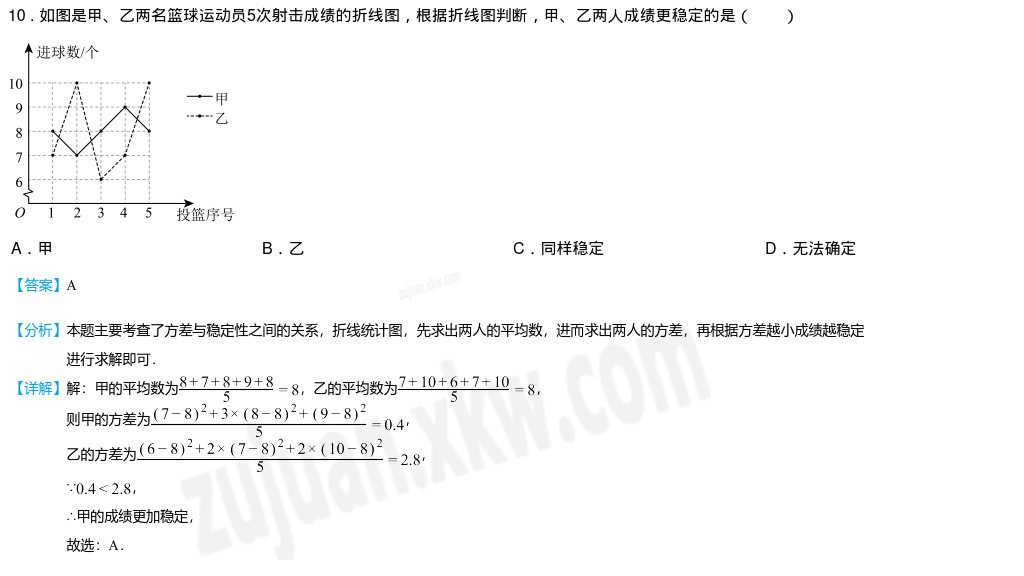 10．如图是甲、乙两名篮球运动员5次射击成绩的折线图，根据折线图判断，甲、乙两人成绩更稳定的是（　　）
进球数/个
10
9
8
7
6
O 1 2 3 4 5 投篮序号
甲
乙
A．甲 B．乙 C．同样稳定 D．无法确定
【答案】A
【分析】本题主要考查了方差与稳定性之间的关系，折线统计图，先求出两人的平均数，进而求出两人的方差，再根据方差越小成绩越稳定
进行求解即可．
【详解】解：甲的平均数为(8+7+8+9+8)/5=8，乙的平均数为(7+10+6+7+10)/5=8，
则甲的方差为((7−8)²+3×(8−8)²+(9−8)²)/5=0.4，
乙的方差为((6−8)²+2×(7−8)²+2×(10−8)²)/5=2.8，
∵0.4<2.8，
∴甲的成绩更加稳定，
故选：A．
zujuan.xkw.com
zujuan.xkw.com